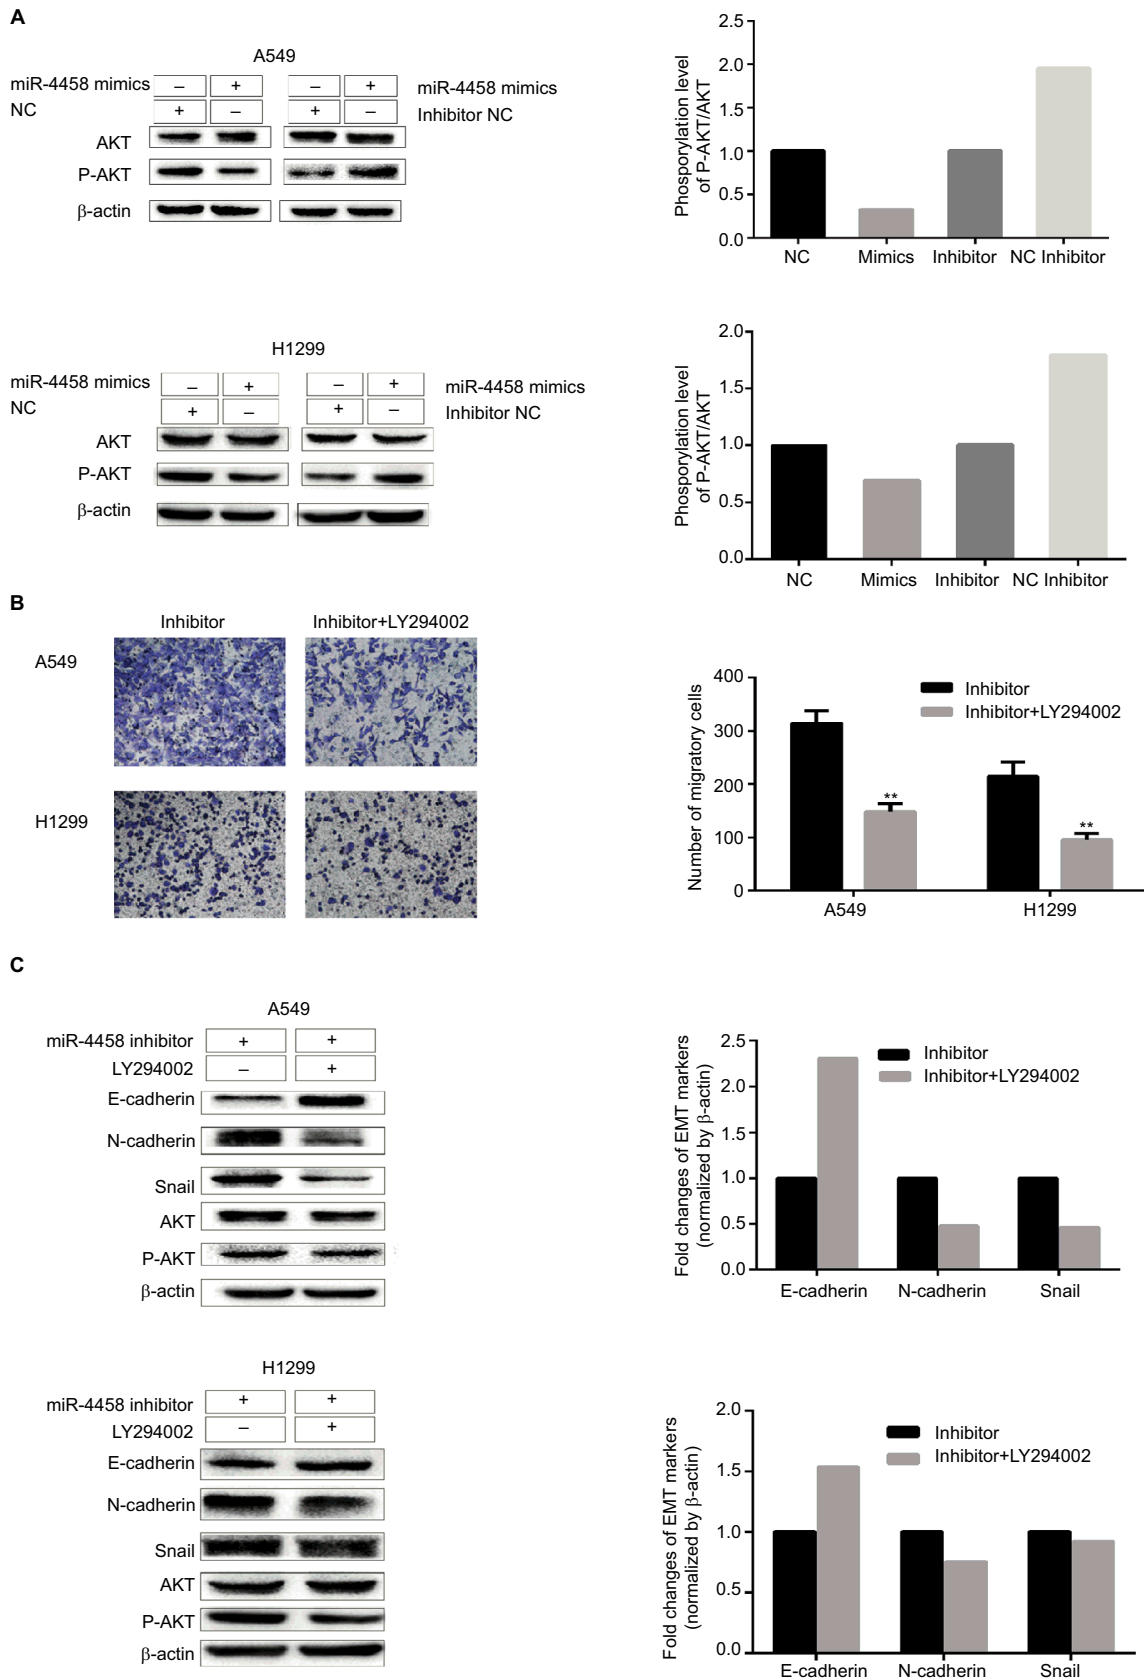 A
A549
miR-4458 mimics – + – + miR-4458 mimics
NC + – + – Inhibitor NC
AKT
P-AKT
β-actin
Phosporylation level
of P-AKT/AKT
2.5
2.0
1.5
1.0
0.5
0.0
NC Mimics Inhibitor NC Inhibitor
H1299
miR-4458 mimics – + – + miR-4458 mimics
NC + – + – Inhibitor NC
AKT
P-AKT
β-actin
Phosporylation level
of P-AKT/AKT
2.0
1.5
1.0
0.5
0.0
NC Mimics Inhibitor NC Inhibitor
B
Inhibitor Inhibitor+LY294002
A549
H1299
Number of migratory cells
400
300
200
100
0
Inhibitor
Inhibitor+LY294002
** **
A549 H1299
C
A549
miR-4458 inhibitor + +
LY294002 – +
E-cadherin
N-cadherin
Snail
AKT
P-AKT
β-actin
Fold changes of EMT markers
(normalized by β-actin)
2.5
2.0
1.0
0.5
0.0
Inhibitor
Inhibitor+LY294002
E-cadherin N-cadherin Snail
H1299
miR-4458 inhibitor + +
LY294002 – +
E-cadherin
N-cadherin
Snail
AKT
P-AKT
β-actin
Fold changes of EMT markers
(normalized by β-actin)
2.0
1.5
1.0
0.5
0.0
Inhibitor
Inhibitor+LY294002
E-cadherin N-cadherin Snail